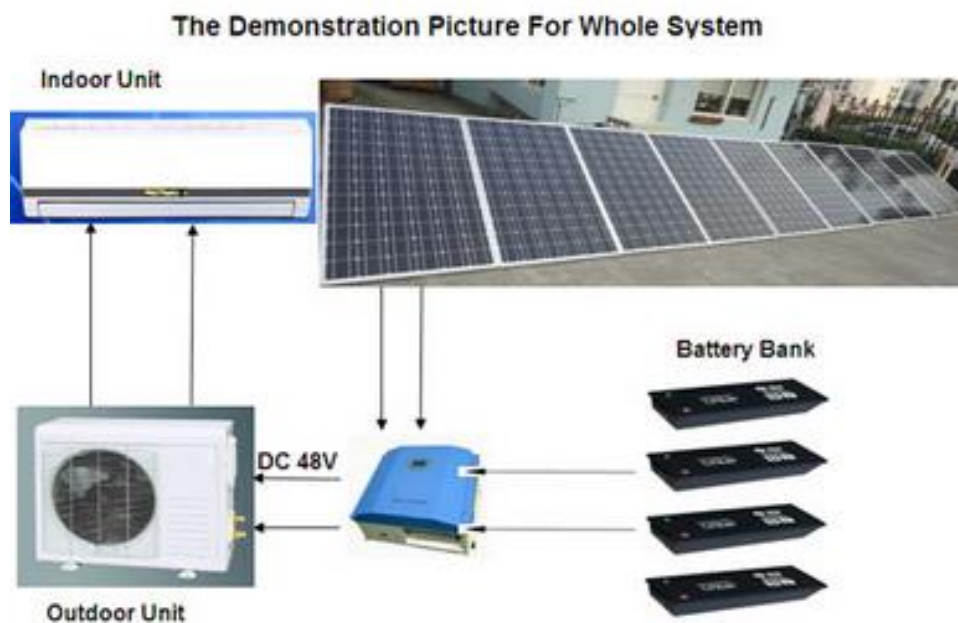 The Demonstration Picture For Whole System
Indoor Unit
Battery Bank
DC 48V
Outdoor Unit